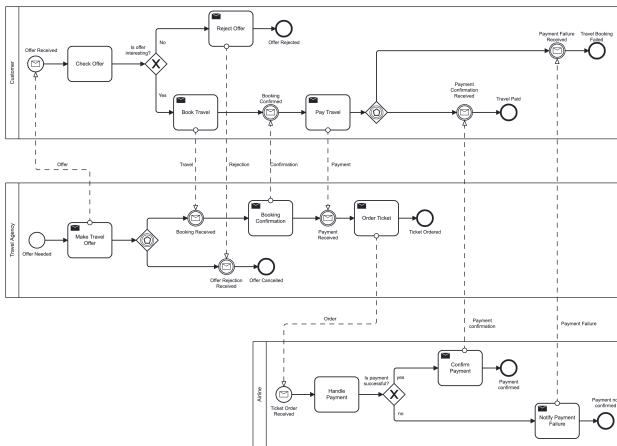 Customer
Offer Received
Check Offer
Is offer
interesting?
No
Yes
Reject Offer
Offer Rejected
Book Travel
Booking
Confirmed
Pay Travel
Payment
Confirmation
Received
Travel Paid
Payment Failure
Received
Travel Booking
Failed
Offer
Travel
Rejection
Confirmation
Payment
Travel Agency
Offer Needed
Make Travel
Offer
Booking Received
Booking
Confirmation
Payment
Received
Order Ticket
Ticket Ordered
Offer Rejection
Received
Offer Cancelled
Order
Payment
confirmation
Payment Failure
Airline
Ticket Order
Received
Handle
Payment
Is payment
successful?
yes
no
Confirm
Payment
Payment
confirmed
Notify Payment
Failure
Payment no
confirmed